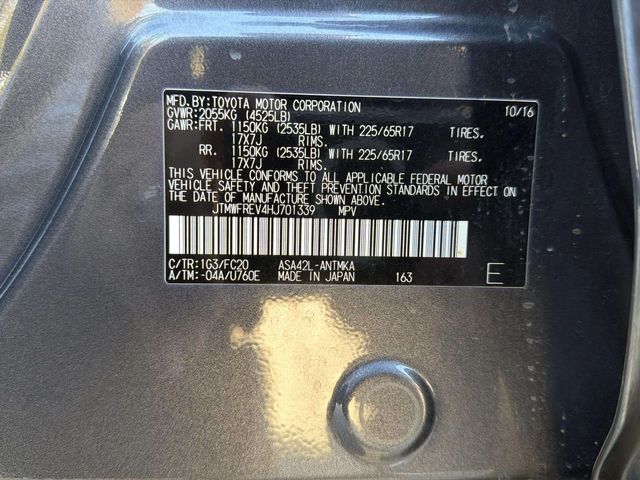 MFD.BY:TOYOTA MOTOR CORPORATION 10/16
GVWR:2055KG (4525LB)
GAWR:FRT. 1150KG (2535LB) WITH 225/65R17 TIRES.
17X7J RIMS.
RR. 1150KG (2535LB) WITH 225/65R17 TIRES.
17X7J RIMS.
THIS VEHICLE CONFORMS TO ALL APPLICABLE FEDERAL MOTOR
VEHICLE SAFETY AND THEFT PREVENTION STANDARDS IN EFFECT ON
THE DATE OF MANUFACTURE SHOWN ABOVE.
JTMWFREV4HJ701339 MPV
C/TR:1G3/FC20 ASA42L-ANTMKA
A/TM:-04A/U760E MADE IN JAPAN 163 E